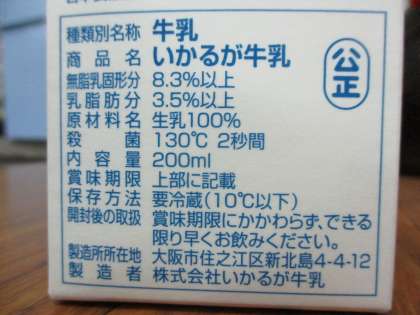 種類別名称 牛乳
商品名 いかるが牛乳
公正
無脂乳固形分 8.3%以上
乳脂肪分 3.5%以上
原材料名 生乳100%
殺菌 130℃ 2秒間
内容量 200ml
賞味期限 上部に記載
保存方法 要冷蔵(10℃以下)
開封後の取扱 賞味期限にかかわらず、できる
限り早くお飲みください。
製造所所在地 大阪市住之江区新北島4-4-12
製造者 株式会社いかるが牛乳